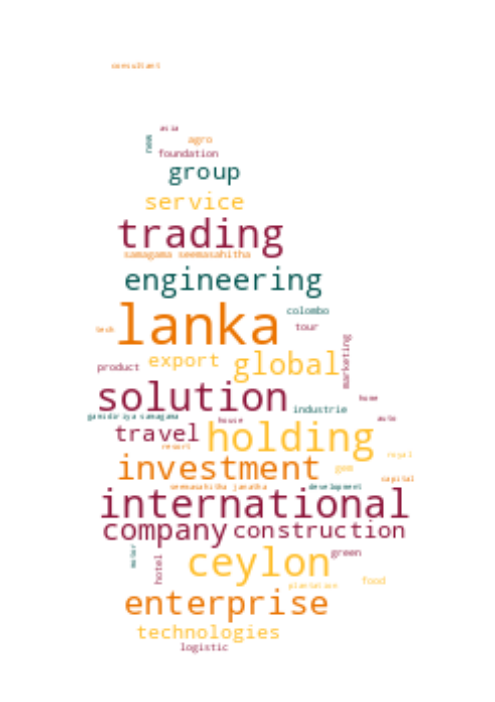 consultant
asia
new
agro
foundation
group
service
trading
samagama seemasahitha
engineering
lanka
colombo
tech
tour
marketing
product
export
global
solution
home
industrie
gamidiriya samagama
house
auto
travel
holding
resort
royal
investment
gem
capital
seemasahitha janatha
development
international
company
construction
motor
hotel
green
ceylon
food
plantation
enterprise
technologies
logistic